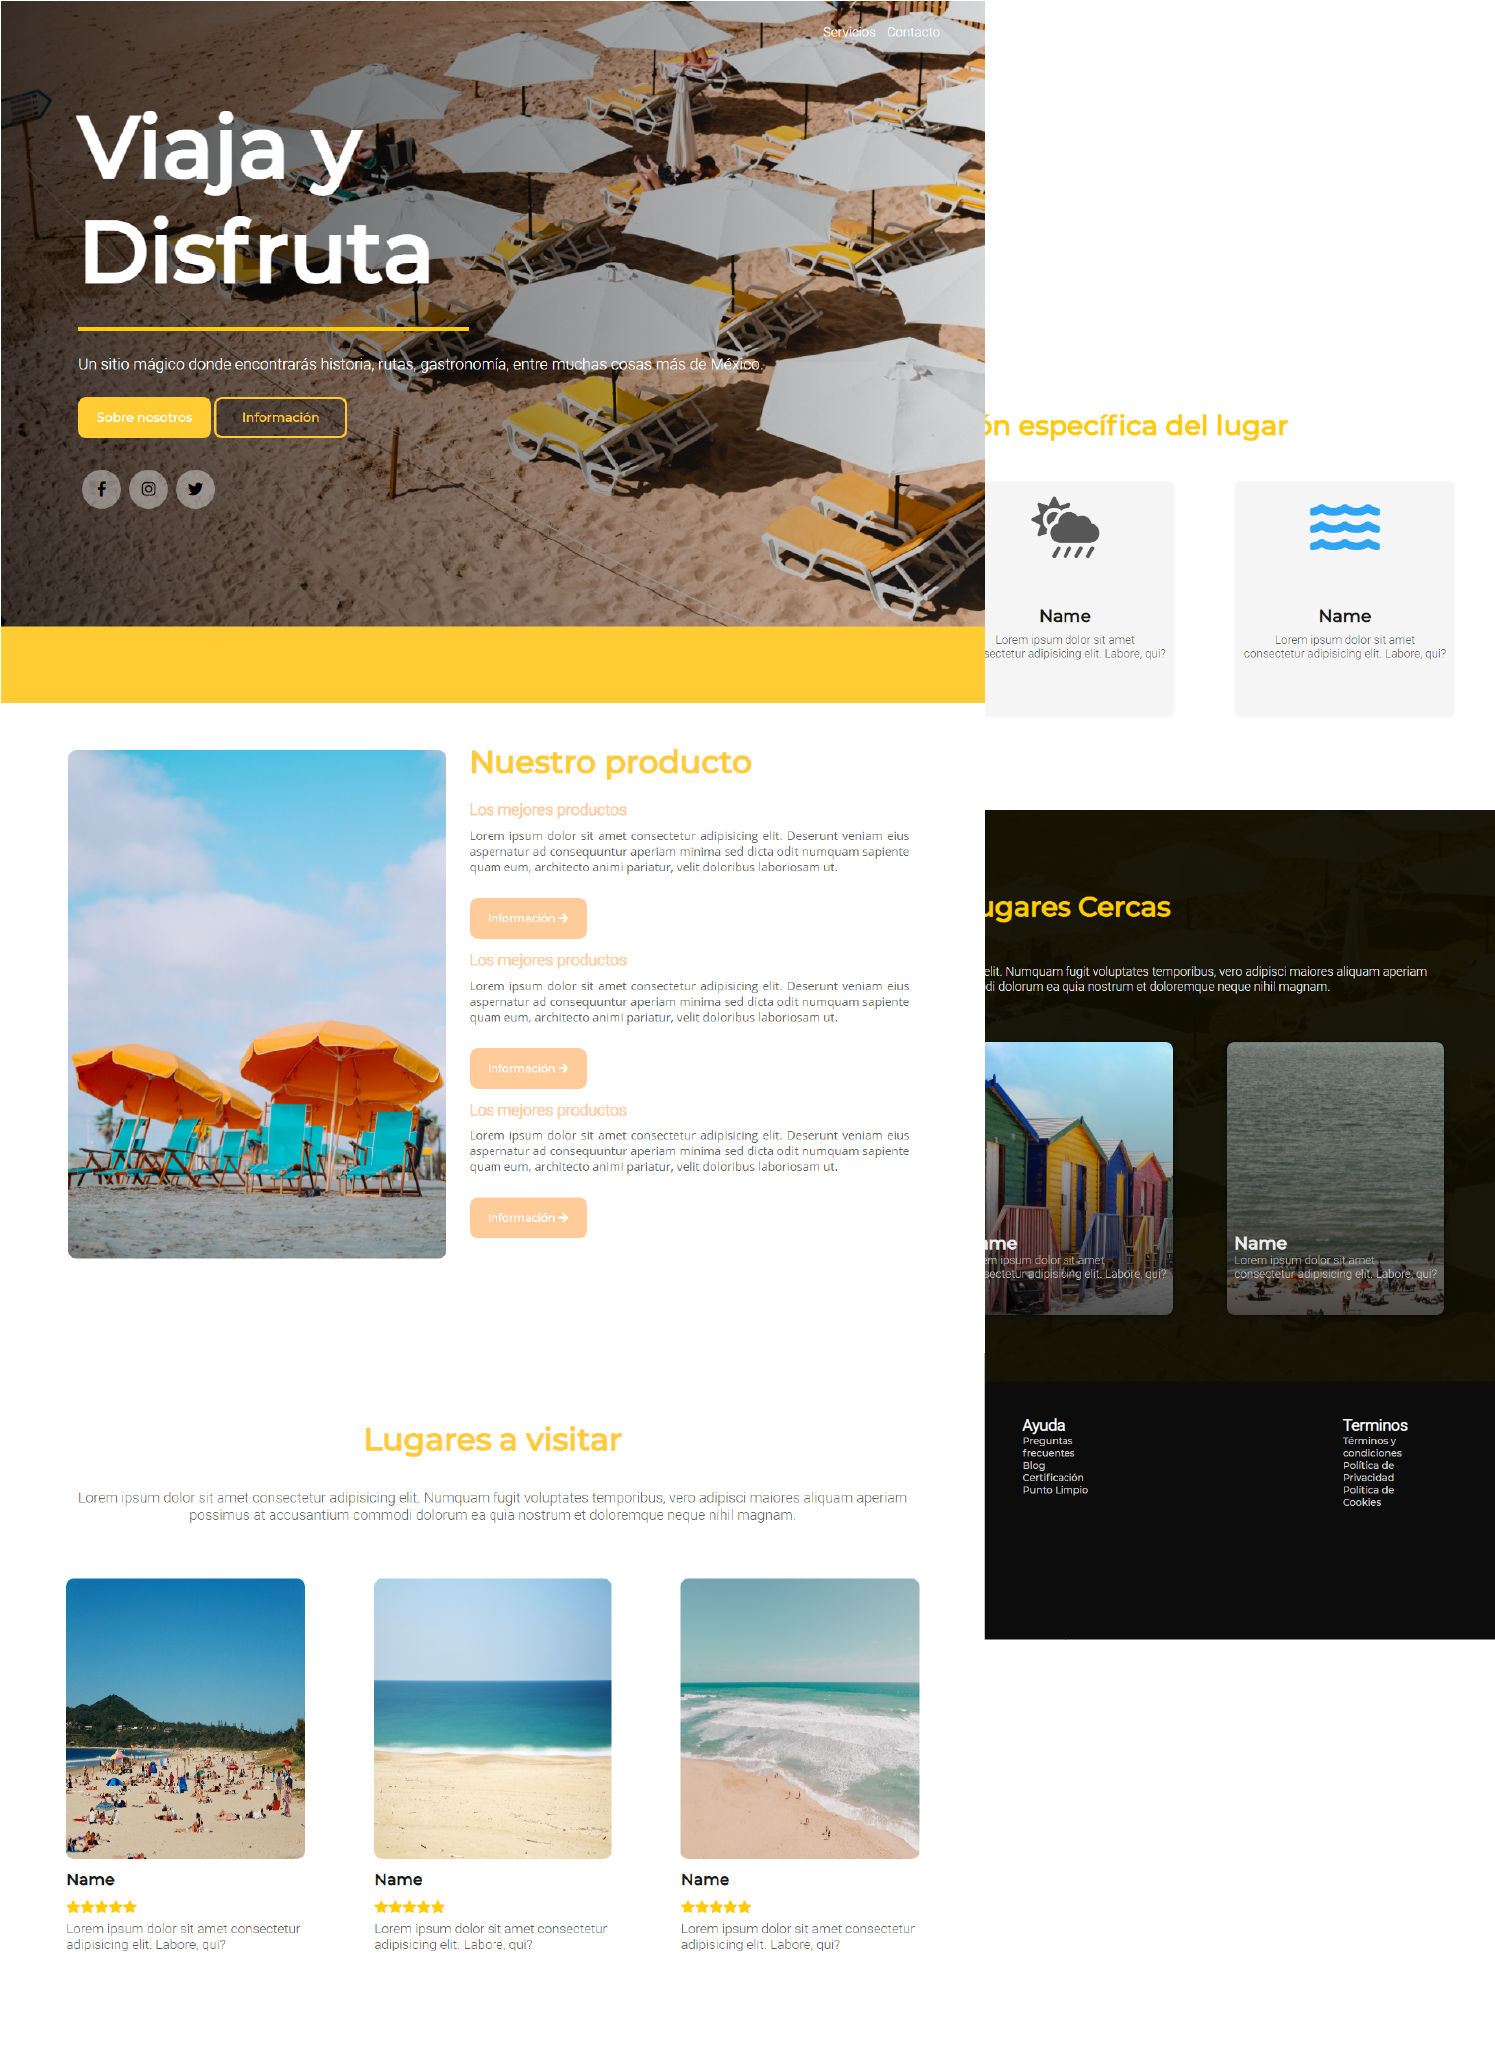 Servicios Contacto
Viaja y
Disfruta
Un sitio mágico donde encontrarás historia, rutas, gastronomía, entre muchas cosas más de México.
Sobre nosotros
Información
Nuestro producto
Los mejores productos
Lorem ipsum dolor sit amet consectetur adipisicing elit. Deserunt veniam eius
aspernatur ad consequuntur aperiam minima sed dicta odit numquam sapiente
quam eum, architecto animi pariatur, velit doloribus laboriosam ut.
Información
Los mejores productos
Lorem ipsum dolor sit amet consectetur adipisicing elit. Deserunt veniam eius
aspernatur ad consequuntur aperiam minima sed dicta odit numquam sapiente
quam eum, architecto animi pariatur, velit doloribus laboriosam ut.
Información
Los mejores productos
Lorem ipsum dolor sit amet consectetur adipisicing elit. Deserunt veniam eius
aspernatur ad consequuntur aperiam minima sed dicta odit numquam sapiente
quam eum, architecto animi pariatur, velit doloribus laboriosam ut.
Información
Lugares a visitar
Lorem ipsum dolor sit amet consectetur adipisicing elit. Numquam fugit voluptates temporibus, vero adipisci maiores aliquam aperiam
possimus at accusantium commodi dolorum ea quia nostrum et doloremque neque nihil magnam.
Name
Lorem ipsum dolor sit amet consectetur
adipisicing elit. Labore, qui?
Name
Lorem ipsum dolor sit amet consectetur
adipisicing elit. Labore, qui?
Name
Lorem ipsum dolor sit amet consectetur
adipisicing elit. Labore, qui?
ón específica del lugar
Name
Lorem ipsum dolor sit amet
sectetur adipisicing elit. Labore, qui?
Name
Lorem ipsum dolor sit amet
consectetur adipisicing elit. Labore, qui?
ugares Cercas
elit. Numquam fugit voluptates temporibus, vero adipisci maiores aliquam aperiam
di dolorum ea quia nostrum et doloremque neque nihil magnam.
me
em ipsum dolor sit amet
sectetur adipisicing elit. Labore, qui?
Name
Lorem ipsum dolor sit amet
consectetur adipisicing elit. Labore, qui?
Ayuda
Preguntas
frecuentes
Blog
Certificación
Punto Limpio
Terminos
Términos y
condiciones
Política de
Privacidad
Política de
Cookies